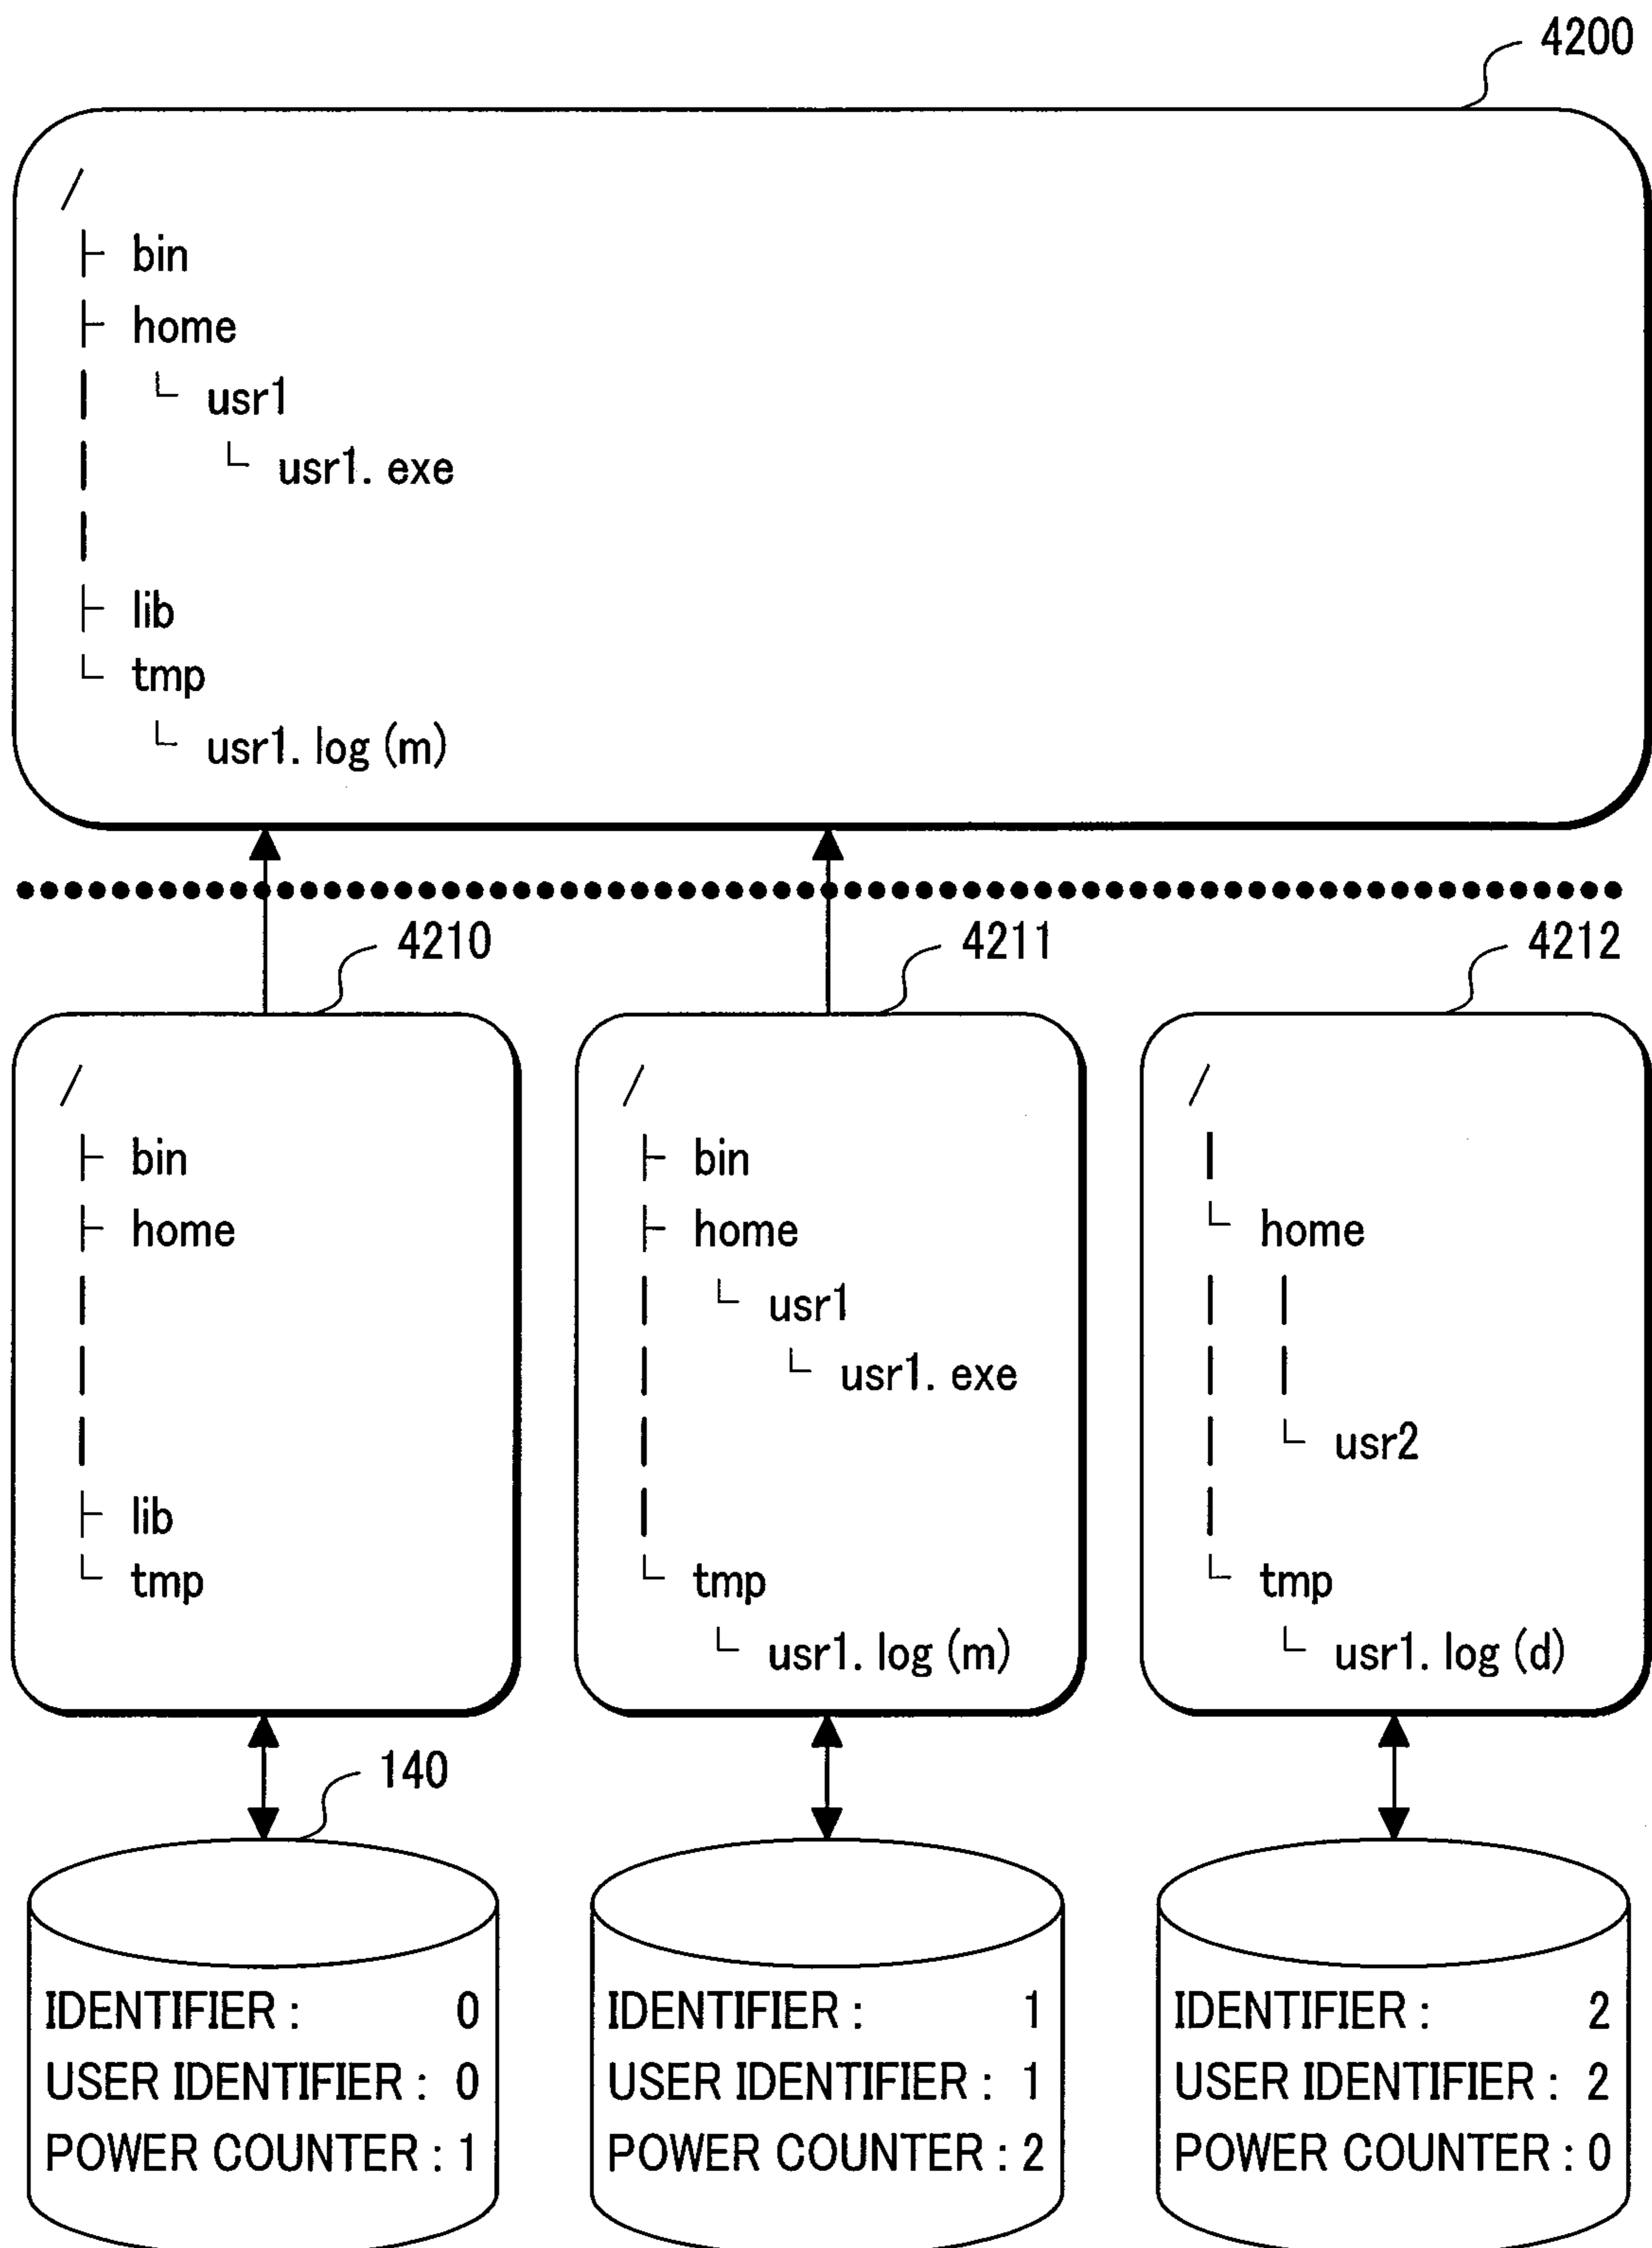 4200
/
├ bin
├ home
│ └ usr1
│ └ usr1. exe
│
├ lib
└ tmp
└ usr1. log (m)
4210
4211
4212
/
├ bin
├ home
│
│
│
├ lib
└ tmp
/
├ bin
├ home
│ └ usr1
│ └ usr1. exe
│
│
└ tmp
└ usr1. log (m)
/
│
└ home
│ │
│ │
│ └ usr2
│
└ tmp
└ usr1. log (d)
140
IDENTIFIER : 0
USER IDENTIFIER : 0
POWER COUNTER : 1
IDENTIFIER : 1
USER IDENTIFIER : 1
POWER COUNTER : 2
IDENTIFIER : 2
USER IDENTIFIER : 2
POWER COUNTER : 0